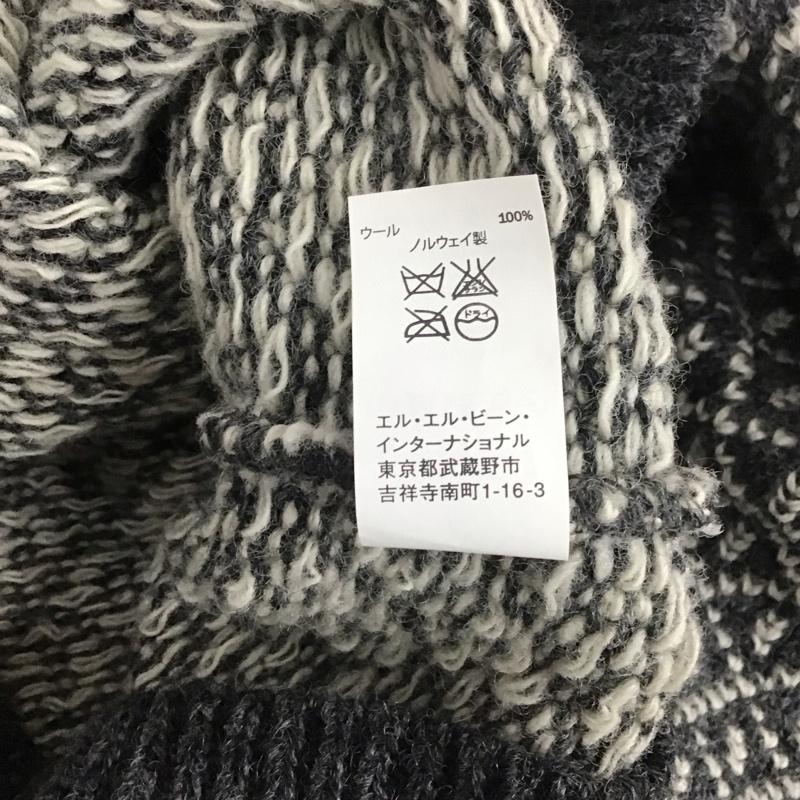 ウール 100%
ノルウェイ製
ドライ
エル・エル・ビーン・
インターナショナル
東京都武蔵野市
吉祥寺南町1-16-3